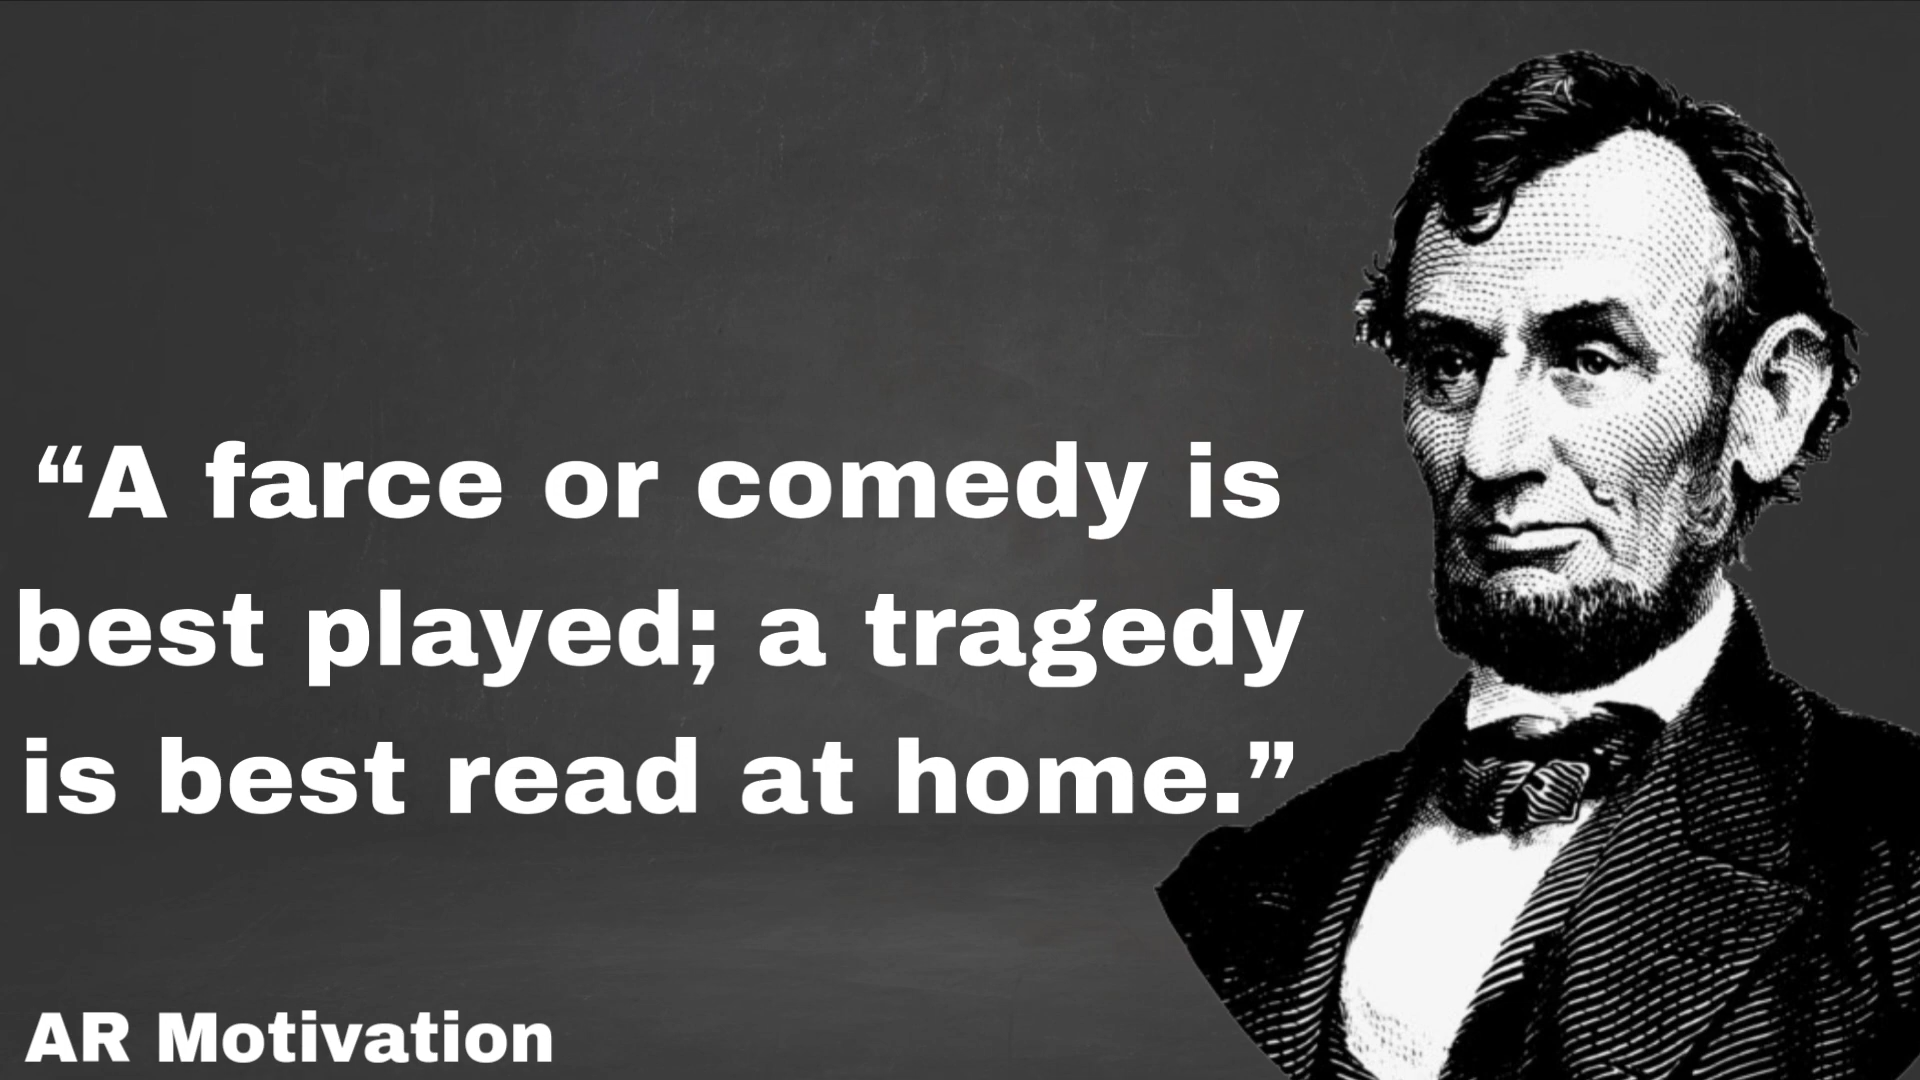 “A farce or comedy is
best played; a tragedy
is best read at home.”
AR Motivation